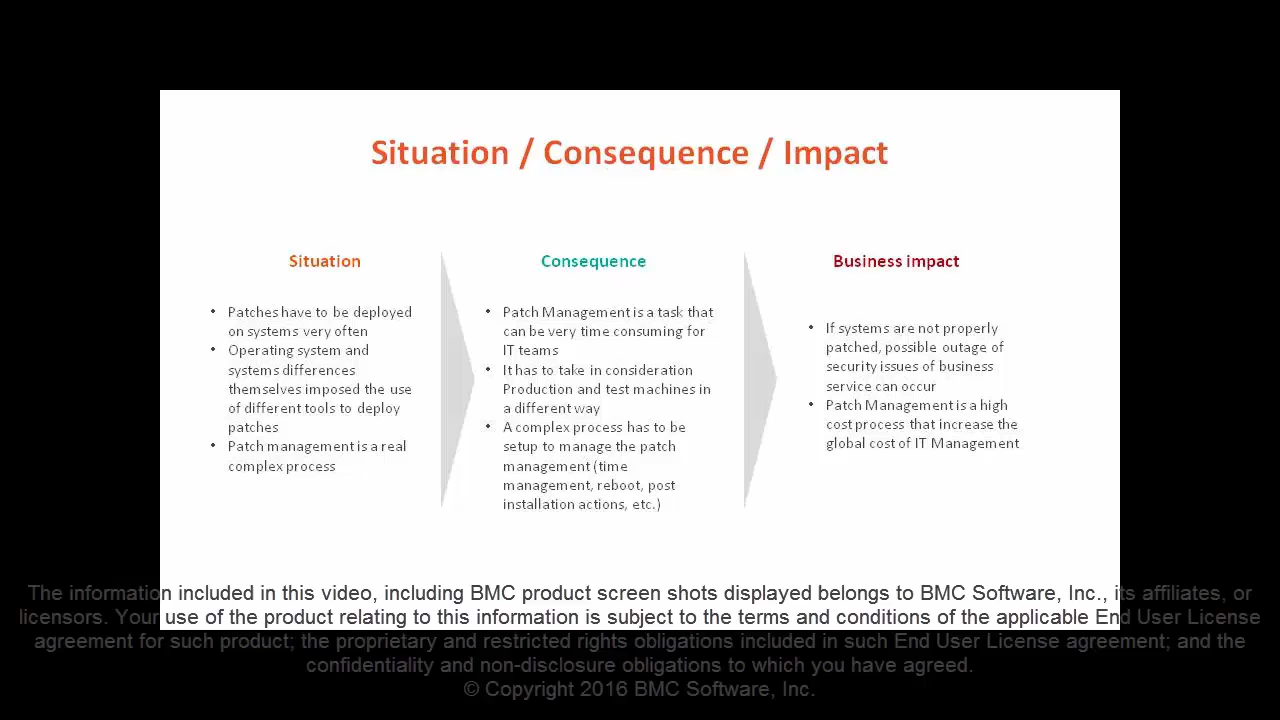 Situation / Consequence / Impact
Situation
• Patches have to be deployed
on systems very often
• Operating system and
systems differences
themselves imposed the use
of different tools to deploy
patches
• Patch management is a real
complex process
Consequence
• Patch Management is a task that
can be very time consuming for
IT teams
• It has to take in consideration
Production and test machines in
a different way
• A complex process has to be
setup to manage the patch
management (time
management, reboot, post
installation actions, etc.)
Business impact
• If systems are not properly
patched, possible outage of
security issues of business
service can occur
• Patch Management is a high
cost process that increase the
global cost of IT Management
The information included in this video, including BMC product screen shots displayed belongs to BMC Software, Inc., its affiliates, or
licensors. Your use of the product relating to this information is subject to the terms and conditions of the applicable End User License
agreement for such product; the proprietary and restricted rights obligations included in such End User License agreement; and the
confidentiality and non-disclosure obligations to which you have agreed.
© Copyright 2016 BMC Software, Inc.